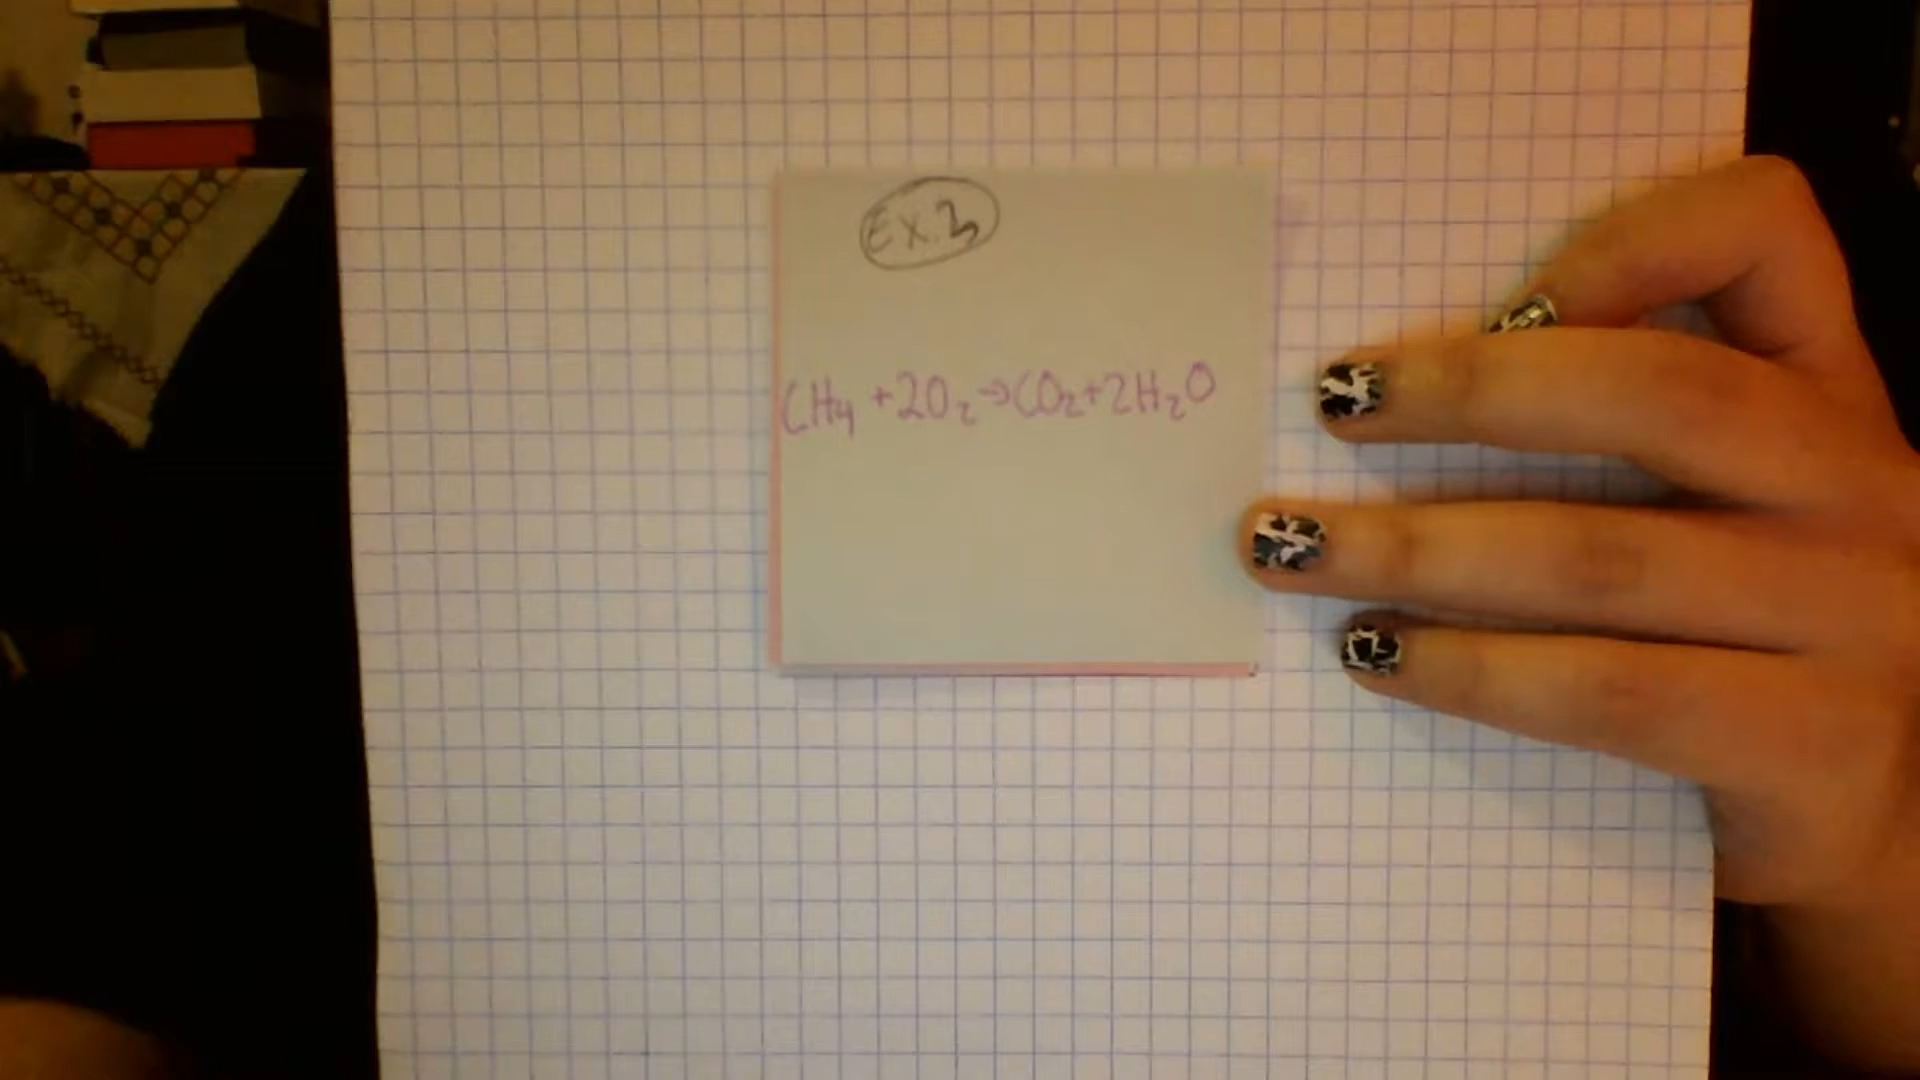 Ex.3
CH₄ + 2O₂ → CO₂ + 2H₂O